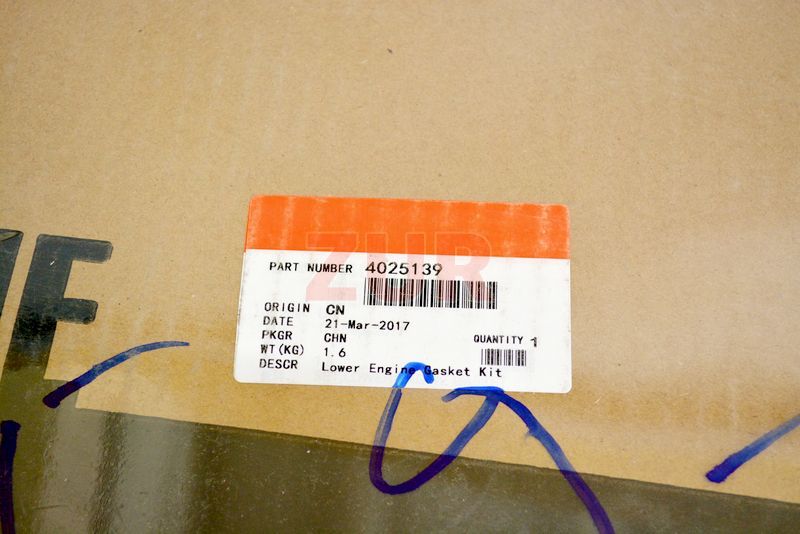 ZUR
PART NUMBER 4025139
ORIGIN CN
DATE 21-Mar-2017
PKGR CHN
QUANTITY 1
WT(KG) 1.6
DESCR Lower Engine Gasket Kit